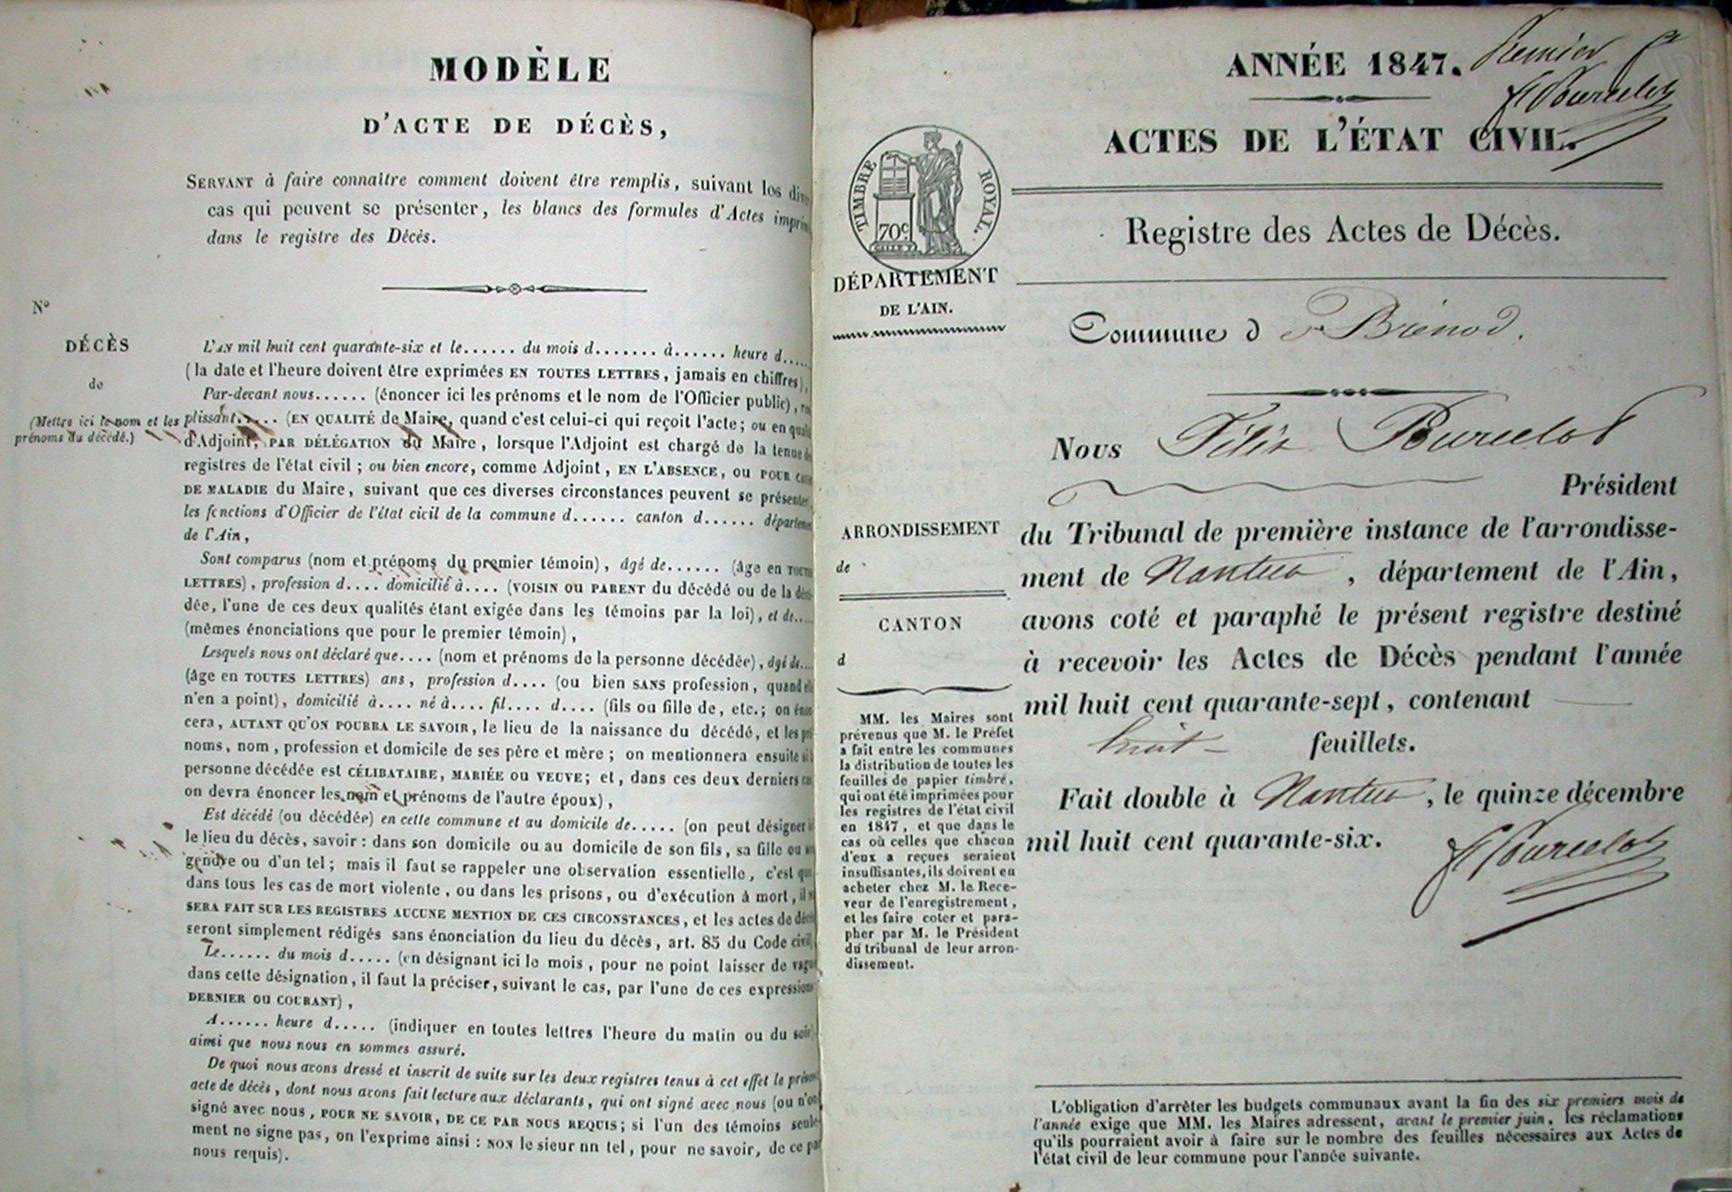 MODÈLE
D'ACTE DE DÉCÈS,
SERVANT à faire connaître comment doivent être remplis, suivant les
cas qui peuvent se présenter, les blancs des formules d'Actes
dans le registre des Décès.
N°
DÉCÈS
de
(Mettre ici le nom et les
prénoms du décédé.)
L'AN mil huit cent quarante-six et le...... du mois d....... à...... heure d.....
(la date et l'heure doivent être exprimées EN TOUTES LETTRES, jamais en chiffres),
Par-devant nous...... (énoncer ici les prénoms et le nom de l'Officier public),
plissant...... (EN QUALITÉ de Maire, quand c'est celui-ci qui reçoit l'acte; ou en
d'Adjoint, PAR DÉLÉGATION du Maire, lorsque l'Adjoint est chargé de la tenue
registres de l'état civil; ou bien encore, comme Adjoint, EN L'ABSENCE, OU POUR
DE MALADIE du Maire, suivant que ces diverses circonstances peuvent se présenter,
les fonctions d'Officier de l'état civil de la commune d...... canton d......
de l'Ain,
Sont comparus (nom et prénoms du premier témoin), âgé de...... (âge en
LETTRES), profession d.... domicilié à.... (VOISIN OU PARENT du décédé ou de la
dée, l'une de ces deux qualités étant exigée dans les témoins par la loi), et de.....
(mêmes énonciations que pour le premier témoin),
Lesquels nous ont déclaré que.... (nom et prénoms de la personne décédée), âgé de....
(âge en TOUTES LETTRES) ans, profession d.... (ou bien SANS profession, quand
n'en a point), domicilié à.... né à.... fil.... d.... (fils ou fille de, etc.; on
cera, AUTANT QU'ON POURRA LE SAVOIR, le lieu de la naissance du décédé, et les
noms, nom, profession et domicile de ses père et mère; on mentionnera ensuite
personne décédée est CÉLIBATAIRE, MARIÉE OU VEUVE; et, dans ces deux derniers
on devra énoncer les nom et prénoms de l'autre époux),
Est décédé (ou décédée) en cette commune et au domicile de..... (on peut désigner
le lieu du décès, savoir: dans son domicile ou au domicile de son fils, sa fille ou
gendre ou d'un tel; mais il faut se rappeler une observation essentielle, c'est
dans tous les cas de mort violente, ou dans les prisons, ou d'exécution à mort,
SERA FAIT SUR LES REGISTRES AUCUNE MENTION DE CES CIRCONSTANCES, et les actes de
seront simplement rédigés sans énonciation du lieu du décès, art. 85 du Code civil.
Le...... du mois d..... (en désignant ici le mois, pour ne point laisser de
dans cette désignation, il faut la préciser, suivant le cas, par l'une de ces expressions
DERNIER OU COURANT),
A...... heure d..... (indiquer en toutes lettres l'heure du matin ou du soir)
ainsi que nous nous en sommes assuré.
De quoi nous avons dressé et inscrit de suite sur les deux registres tenus à cet effet le
acte de décès, dont nous avons fait lecture aux déclarants, qui ont signé avec nous (ou
signé avec nous, POUR NE SAVOIR, DE CE PAR NOUS REQUIS; si l'un des témoins
ment ne signe pas, on l'exprime ainsi: NON le sieur un tel, pour ne savoir, de ce
nous requis).
ANNÉE 1847.
Premier
F Bourcelot
ACTES DE L'ÉTAT CIVIL.
TIMBRE ROYAL.
70c
Registre des Actes de Décès.
DÉPARTEMENT
DE L'AIN.
Commune de Brénod.
Nous Félix Bourcelot
Président
du Tribunal de première instance de l'arrondisse-
ment de Nantua, département de l'Ain,
avons coté et paraphé le présent registre destiné
à recevoir les Actes de Décès pendant l'année
mil huit cent quarante-sept, contenant
huit feuillets.
Fait double à Nantua, le quinze décembre
mil huit cent quarante-six.
F Bourcelot
ARRONDISSEMENT
de
CANTON
d
MM. les Maires sont
prévenus que M. le Préfet
a fait entre les communes
la distribution de toutes les
feuilles de papier timbré,
qui ont été imprimées pour
les registres de l'état civil
en 1847, et que dans le
cas où celles que chacun
d'eux a reçues seraient
insuffisantes, ils doivent en
acheter chez M. le Rece-
veur de l'enregistrement,
et les faire coter et para-
pher par M. le Président
du tribunal de leur arron-
dissement.
L'obligation d'arrêter les budgets communaux avant la fin des six premiers mois de
l'année exige que MM. les Maires adressent, avant le premier juin, les réclamations
qu'ils pourraient avoir à faire sur le nombre des feuilles nécessaires aux Actes de
l'état civil de leur commune pour l'année suivante.